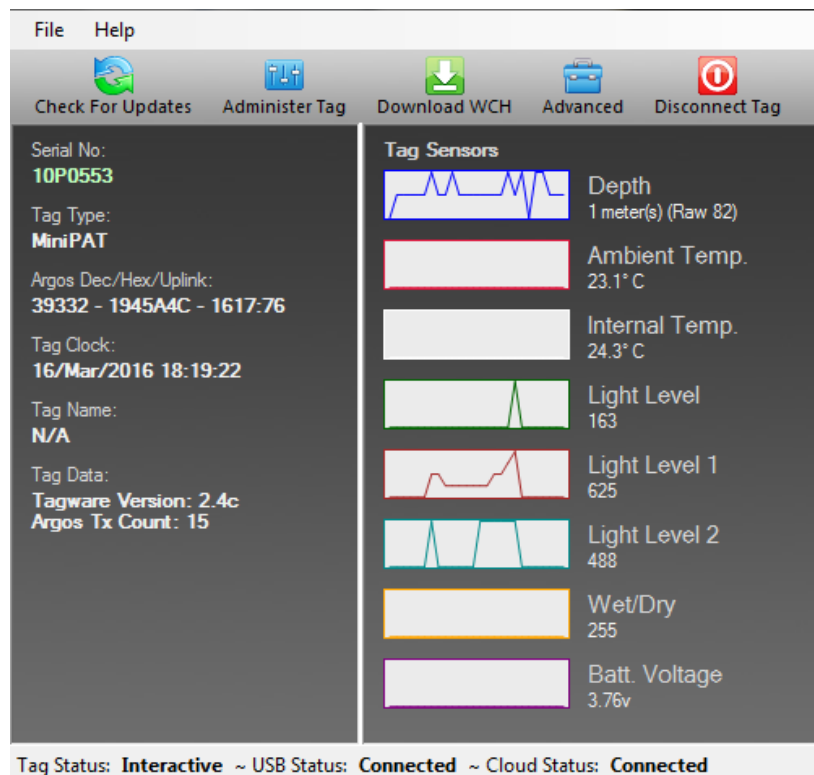 File Help
Check For Updates Administer Tag Download WCH Advanced Disconnect Tag
Serial No:
10P0553
Tag Type:
MiniPAT
Argos Dec/Hex/Uplink:
39332 - 1945A4C - 1617:76
Tag Clock:
16/Mar/2016 18:19:22
Tag Name:
N/A
Tag Data:
Tagware Version: 2.4c
Argos Tx Count: 15
Tag Sensors
Depth
1 meter(s) (Raw 82)
Ambient Temp.
23.1° C
Internal Temp.
24.3° C
Light Level
163
Light Level 1
625
Light Level 2
488
Wet/Dry
255
Batt. Voltage
3.76v
Tag Status: Interactive ~ USB Status: Connected ~ Cloud Status: Connected